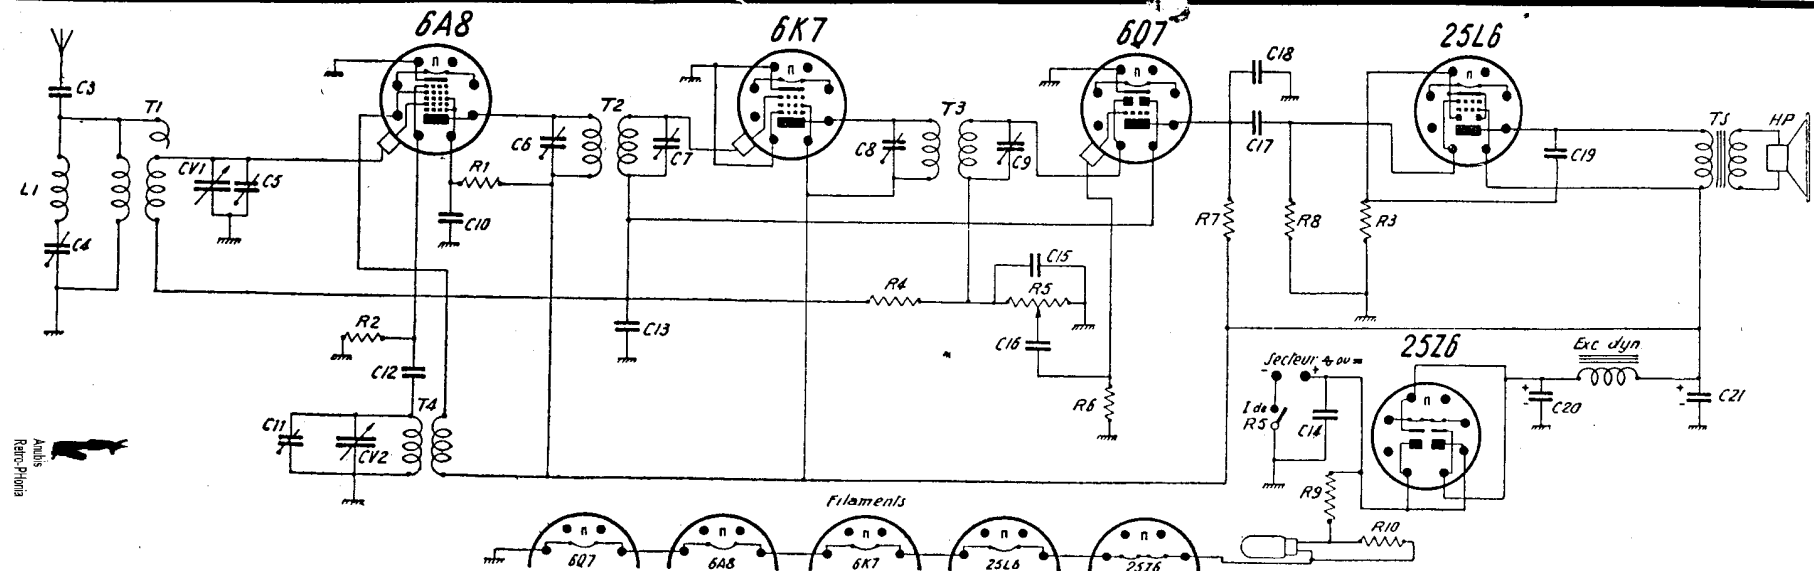 6A8
6K7
6Q7
25L6
C3
T1
C6
T2
C7
C8
T3
C9
C18
C17
C19
TS
HP
L1
CV1
C5
R1
C10
C4
R7
R8
R3
C15
R4
R5
R2
C13
C16
25Z6
Exc dyn
Secteur ~ ou =
- +
+
-
C20
+
-
C21
C12
T4
R6
I de
R5
C14
C11
CV2
R9
R10
Anubis
Retro-PHonia
Filaments
6Q7
6A8
6K7
25L6
25Z6